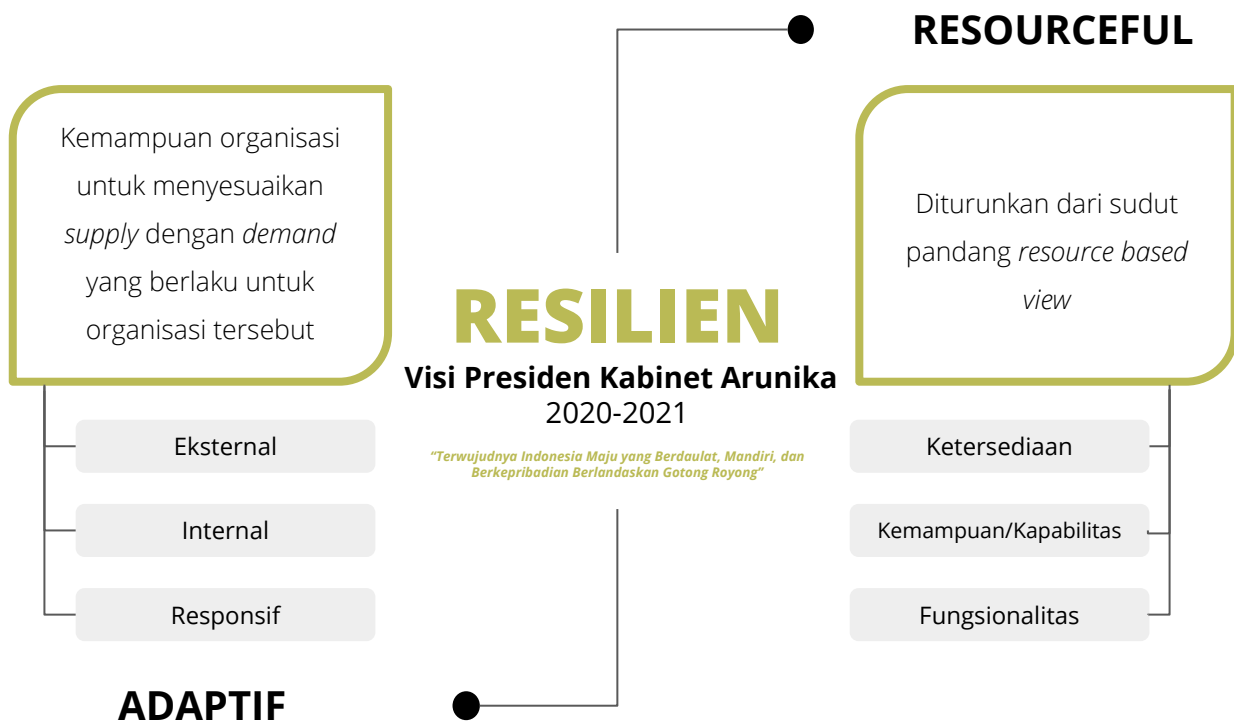 RESOURCEFUL
Kemampuan organisasi
untuk menyesuaikan
supply dengan demand
yang berlaku untuk
organisasi tersebut
Eksternal
Internal
Responsif
ADAPTIF
RESILIEN
Visi Presiden Kabinet Arunika
2020-2021
“Terwujudnya Indonesia Maju yang Berdaulat, Mandiri, dan
Berkepribadian Berlandaskan Gotong Royong”
Diturunkan dari sudut
pandang resource based
view
Ketersediaan
Kemampuan/Kapabilitas
Fungsionalitas